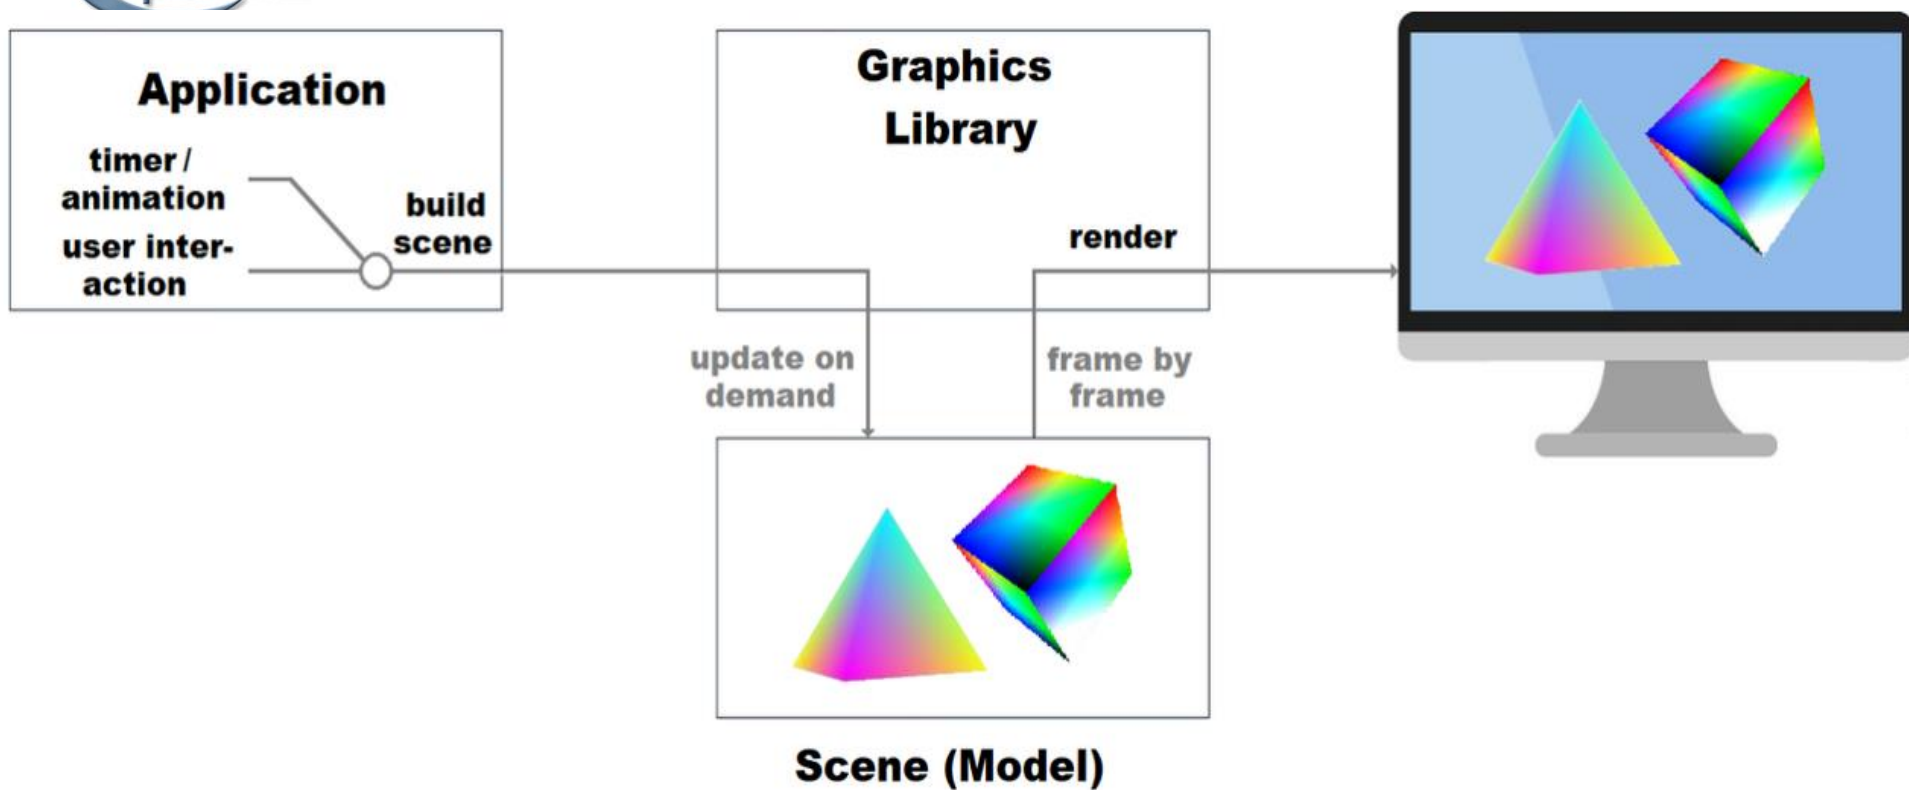 Application
timer /
animation
user inter-
action
build
scene
Graphics
Library
render
update on
demand
frame by
frame
Scene (Model)